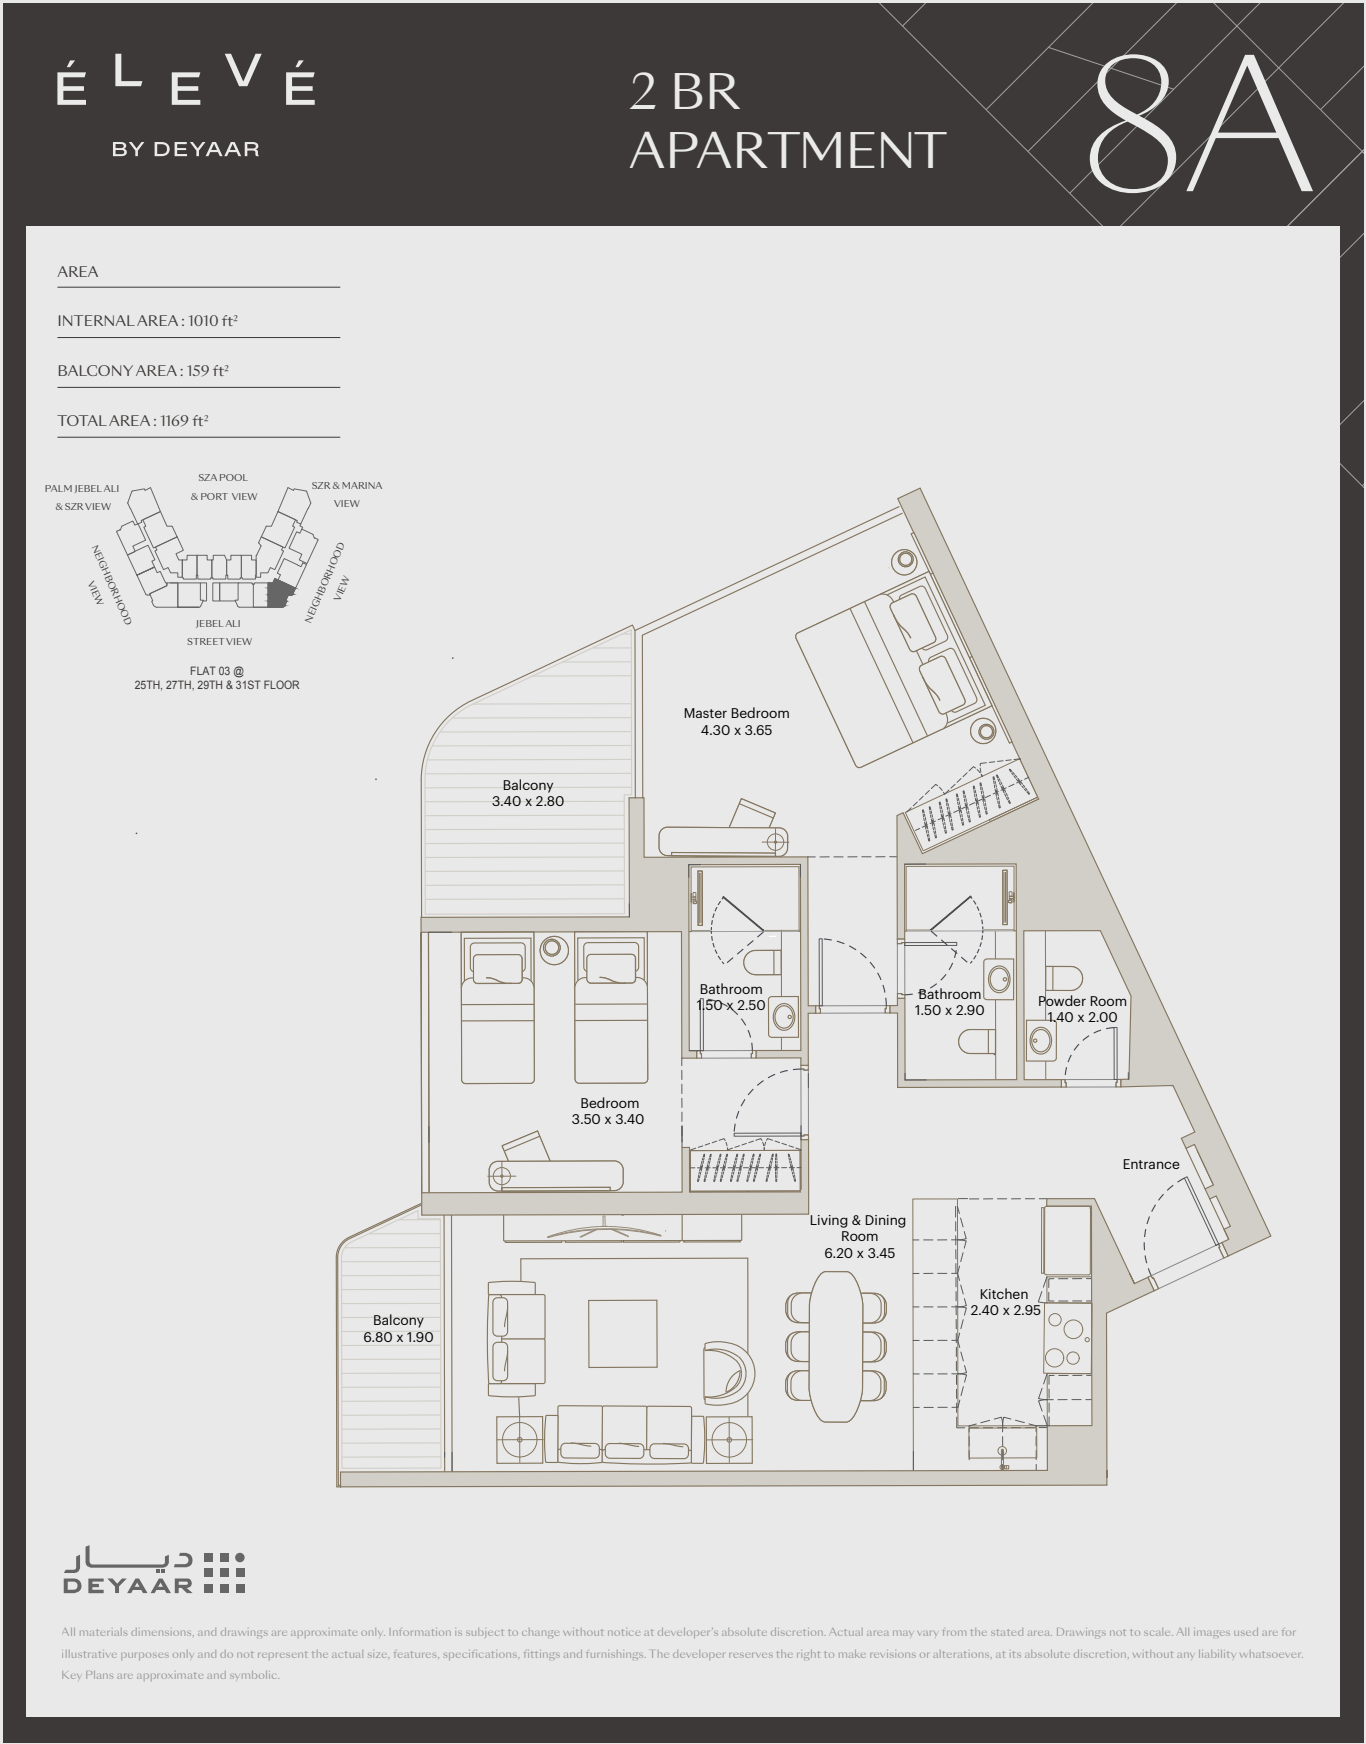 ÉLEVÉ
BY DEYAAR
2 BR
APARTMENT
8A
AREA
INTERNAL AREA : 1010 ft²
BALCONY AREA : 159 ft²
TOTAL AREA : 1169 ft²
SZA POOL
& PORT VIEW
PALM JEBEL ALI
& SZR VIEW
SZR & MARINA
VIEW
NEIGHBORHOOD
VIEW
NEIGHBORHOOD
VIEW
JEBEL ALI
STREET VIEW
FLAT 03 @
25TH, 27TH, 29TH & 31ST FLOOR
Master Bedroom
4.30 x 3.65
Balcony
3.40 x 2.80
Bathroom
1.50 x 2.50
Bathroom
1.50 x 2.90
Powder Room
1.40 x 2.00
Bedroom
3.50 x 3.40
Entrance
Living & Dining
Room
6.20 x 3.45
Kitchen
2.40 x 2.95
Balcony
6.80 x 1.90
ديار
DEYAAR
All materials dimensions, and drawings are approximate only. Information is subject to change without notice at developer's absolute discretion. Actual area may vary from the stated area. Drawings not to scale. All images used are for
illustrative purposes only and do not represent the actual size, features, specifications, fittings and furnishings. The developer reserves the right to make revisions or alterations, at its absolute discretion, without any liability whatsoever.
Key Plans are approximate and symbolic.